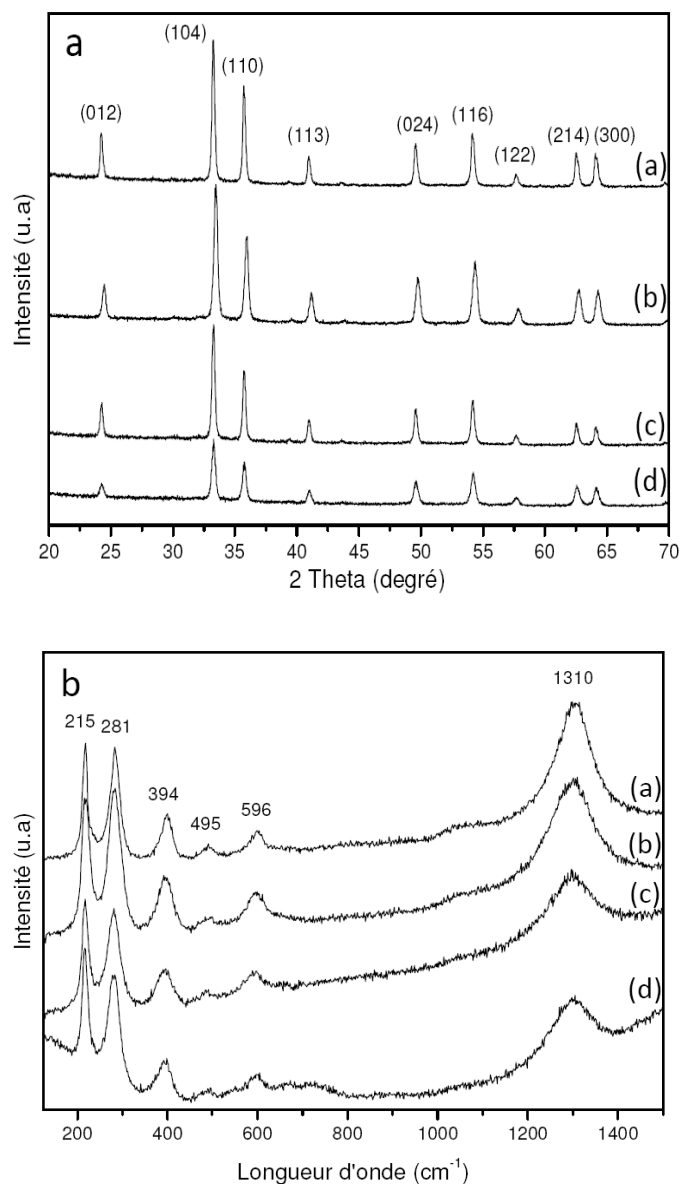 a
(104)
(110)
(012)
(113)
(024)
(116)
(122)
(214) (300)
(a)
(b)
(c)
(d)
Intensité (u.a)
20 25 30 35 40 45 50 55 60 65 70
2 Theta (degré)
b
1310
215 281
394
495
596
(a)
(b)
(c)
(d)
Intensité (u.a)
200 400 600 800 1000 1200 1400
Longueur d'onde (cm⁻¹)